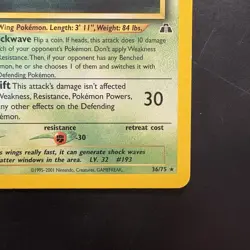 Wing Pokémon. Length: 3' 11", Weight: 84 lbs.
ckwave Flip a coin. If heads, this attack does 10 damage
of your opponent's Pokémon. Don't apply Weakness
Resistance. Then, if your opponent has any Benched
émon, he or she chooses 1 of them and switches it with
Defending Pokémon.
ift This attack's damage isn't affected
Weakness, Resistance, Pokémon Powers,
ny other effects on the Defending
émon.
30
resistance retreat cost
-30
s wings really fast, it can generate shock waves
atter windows in the area. LV. 32 #193
©1995-2001 Nintendo, Creatures, GAMEFREAK. 36/75 ★